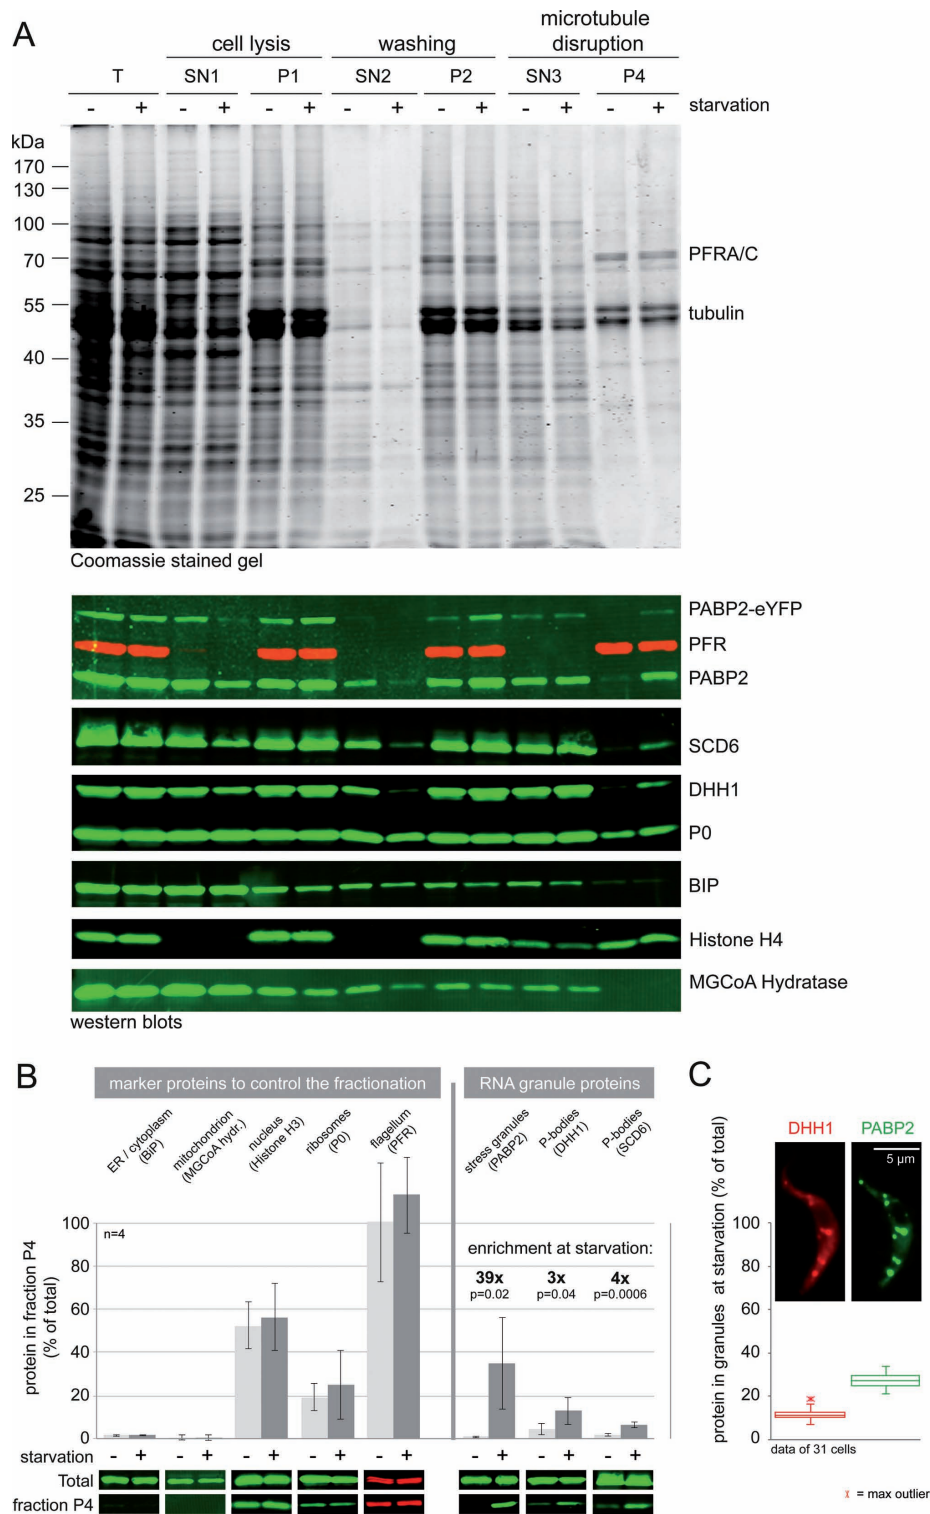 A
cell lysis washing microtubule disruption
T SN1 P1 SN2 P2 SN3 P4
- + - + - + - + - + - + - + starvation
kDa
170
130
100
70
55
40
35
25
PFRA/C
tubulin
Coomassie stained gel
PABP2-eYFP
PFR
PABP2
SCD6
DHH1
P0
BIP
Histone H4
MGCoA Hydratase
western blots
B
marker proteins to control the fractionation RNA granule proteins
ER / cytoplasm (BiP)
mitochondrion (MGCoA hydr.)
nucleus (Histone H3)
ribosomes (P0)
flagellum (PFR)
stress granules (PABP2)
P-bodies (DHH1)
P-bodies (SCD6)
protein in fraction P4 (% of total)
100
80
60
40
20
0
n=4
enrichment at starvation:
39x 3x 4x
p=0.02 p=0.04 p=0.0006
starvation - + - + - + - + - + - + - + - +
Total
fraction P4
C
DHH1 PABP2
5 µm
protein in granules at starvation (% of total)
100
80
60
40
20
0
data of 31 cells
x = max outlier